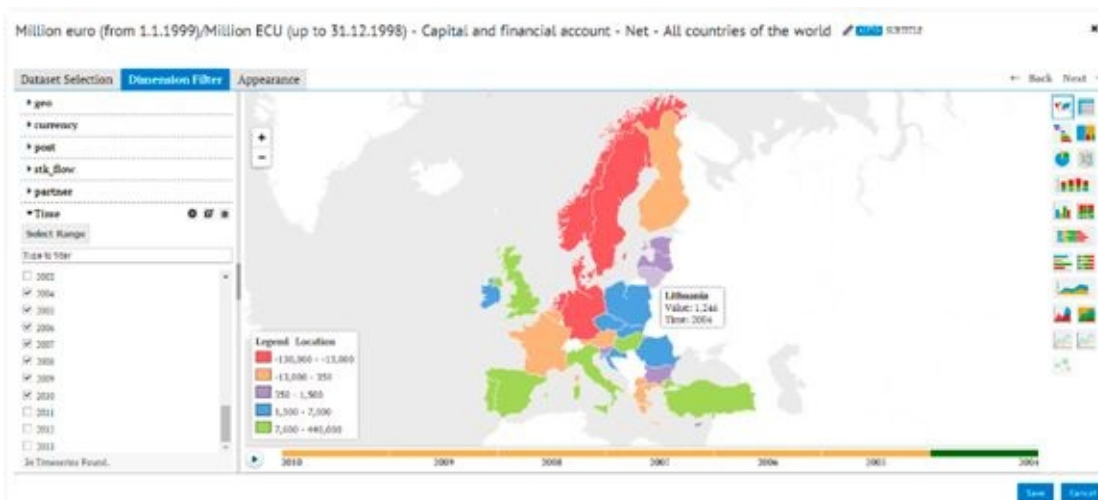 Million euro (from 1.1.1999)/Million ECU (up to 31.12.1998) - Capital and financial account - Net - All countries of the world
Dataset Selection Dimension Filter Appearance
← Back Next
geo
currency
post
stk_flow
partner
Time
Select Range
Type to filter
2004
2006
2007
2008
2009
2010
2011
2012
2013
+
−
Lithuania
Value: 1,246
Time: 2004
Legend Location
-130,000 - -13,000
-13,000 - 350
350 - 1,500
1,500 - 7,000
7,000 - 440,000
2010 2009 2008 2007 2006 2005 2004
Save Cancel